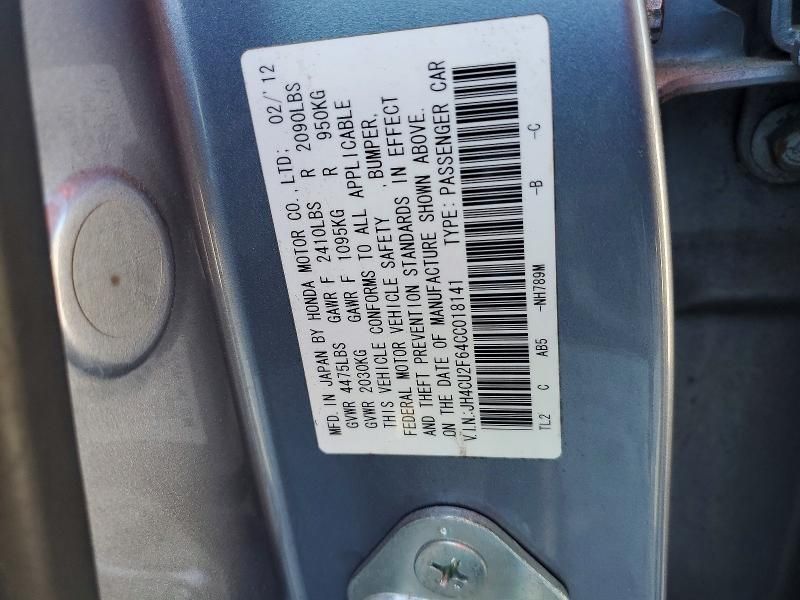 MFD. IN JAPAN BY HONDA MOTOR CO., LTD; 02/'12
GVWR 4475LBS GAWR F 2410LBS R 2090LBS
GVWR 2030KG GAWR F 1095KG R 950KG
THIS VEHICLE CONFORMS TO ALL APPLICABLE
FEDERAL MOTOR VEHICLE SAFETY , BUMPER,
AND THEFT PREVENTION STANDARDS IN EFFECT
ON THE DATE OF MANUFACTURE SHOWN ABOVE.
V.I.N:JH4CU2F64CC018141 TYPE: PASSENGER CAR
TL2 C AB5 -NH789M -B -C